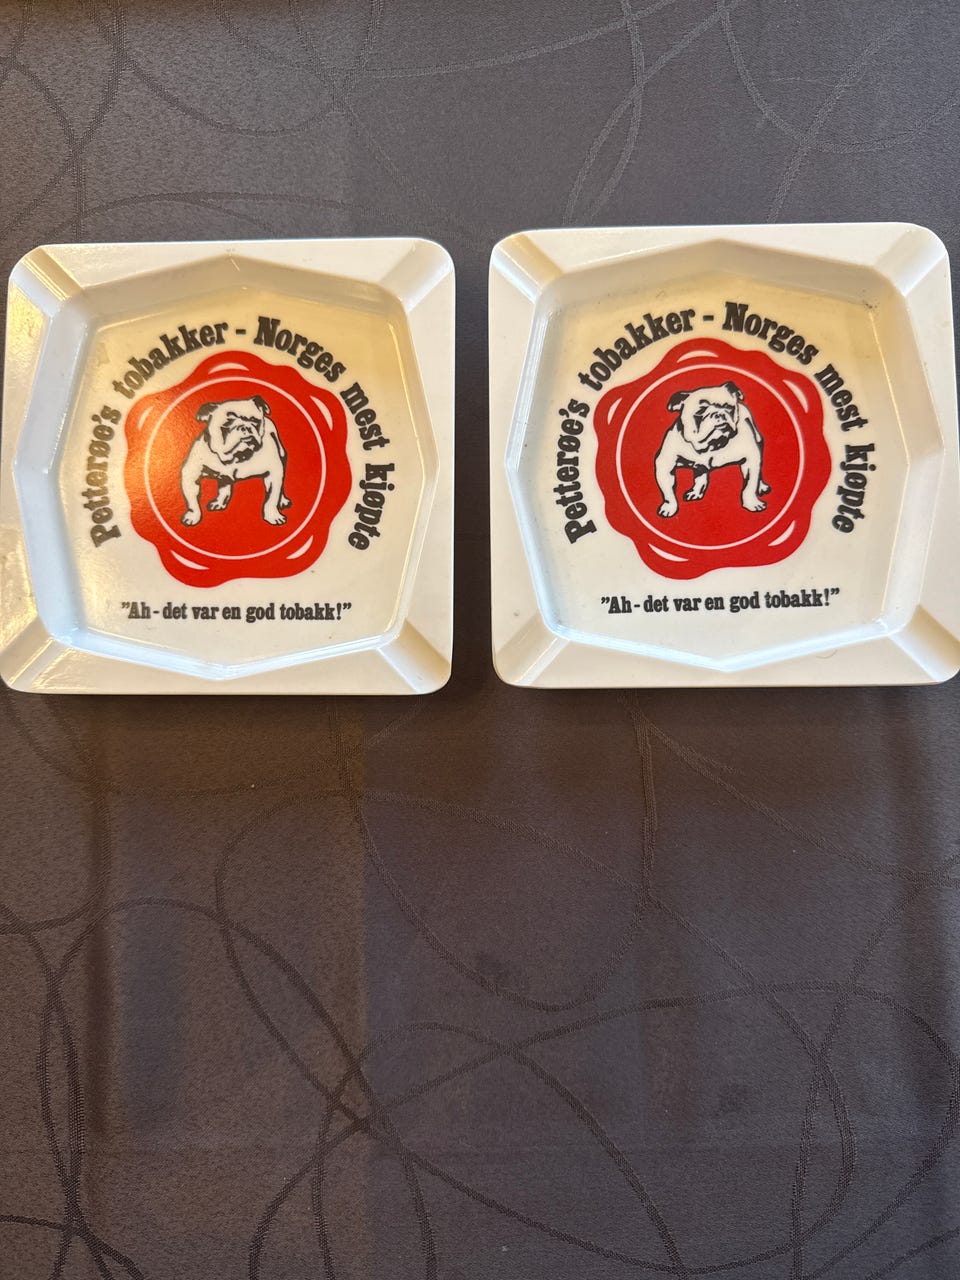 Petterøe's tobakker - Norges mest kjøpte
"Ah - det var en god tobakk!"
Petterøe's tobakker - Norges mest kjøpte
"Ah - det var en god tobakk!"